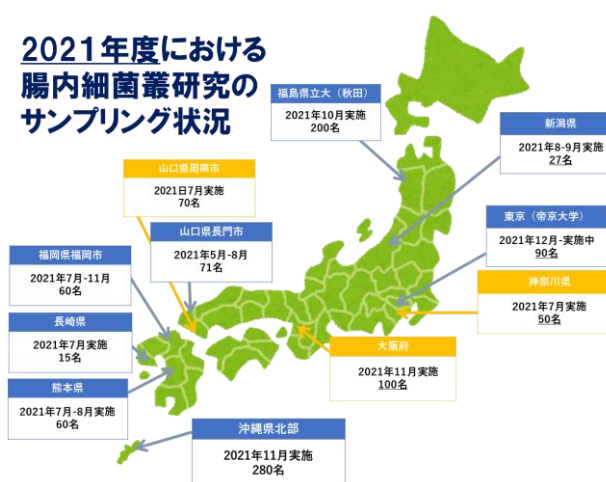 2021年度における
腸内細菌叢研究の
サンプリング状況
福島県立大（秋田）
2021年10月実施
200名
新潟県
2021年8-9月実施
27名
山口県周南市
2021日7月実施
70名
山口県長門市
2021年5月-8月
71名
東京（帝京大学）
2021年12月-実施中
90名
福岡県福岡市
2021年7月-11月
60名
神奈川県
2021年7月実施
50名
長崎県
2021年7月実施
15名
大阪府
2021年11月実施
100名
熊本県
2021年7月-8月実施
60名
沖縄県北部
2021年11月実施
280名